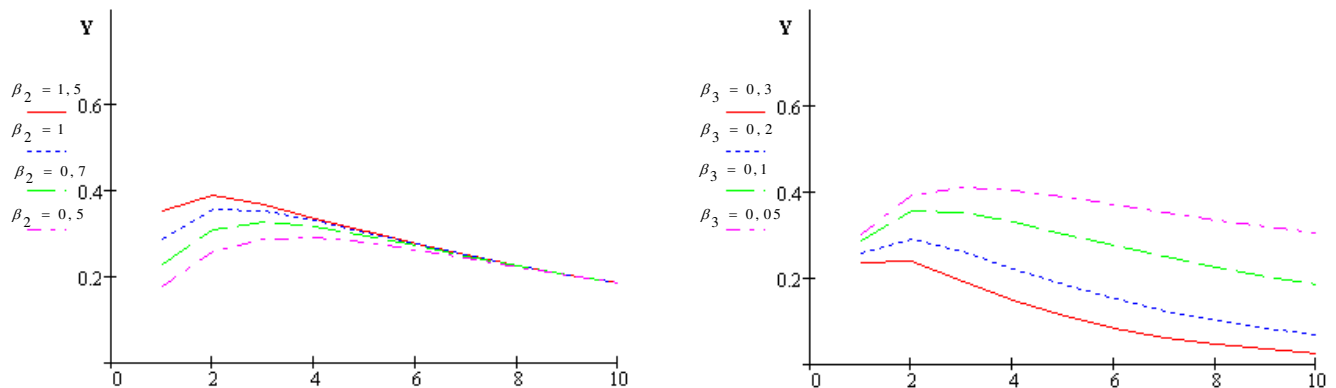 Y
β2 = 1,5
0.6
β2 = 1
β2 = 0,7
0.4
β2 = 0,5
0.2
0 2 4 6 8 10
Y
β3 = 0,3
0.6
β3 = 0,2
β3 = 0,1
0.4
β3 = 0,05
0.2
0 2 4 6 8 10